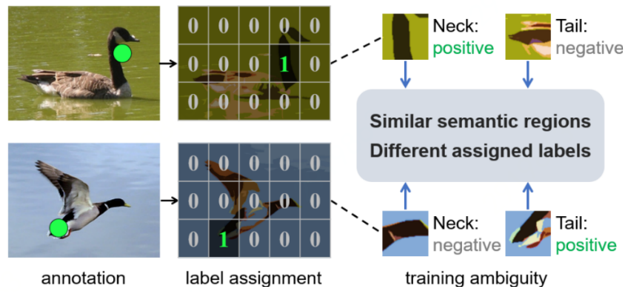 0 0 0 0 0
0 0 0 1 0
0 0 0 0 0
Neck:
positive
Tail:
negative
Similar semantic regions
Different assigned labels
0 0 0 0 0
0 0 0 0 0
0 1 0 0 0
Neck:
negative
Tail:
positive
annotation
label assignment
training ambiguity